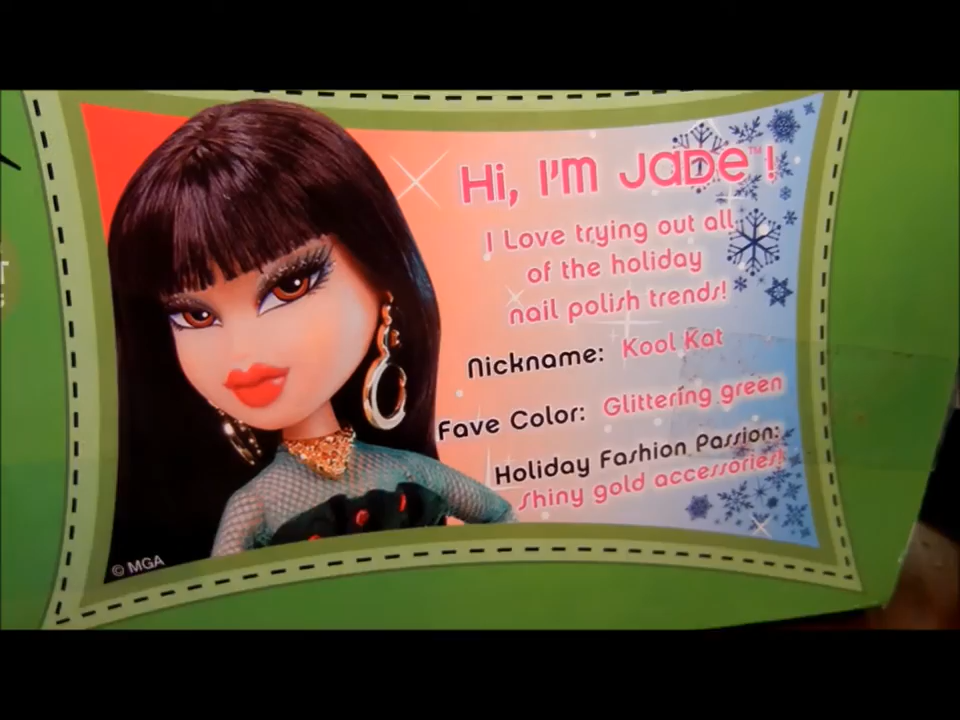 Hi, I'm Jade™!
I Love trying out all
of the holiday
nail polish trends!
Nickname: Kool Kat
Fave Color: Glittering green
Holiday Fashion Passion:
Shiny gold accessories!
© MGA